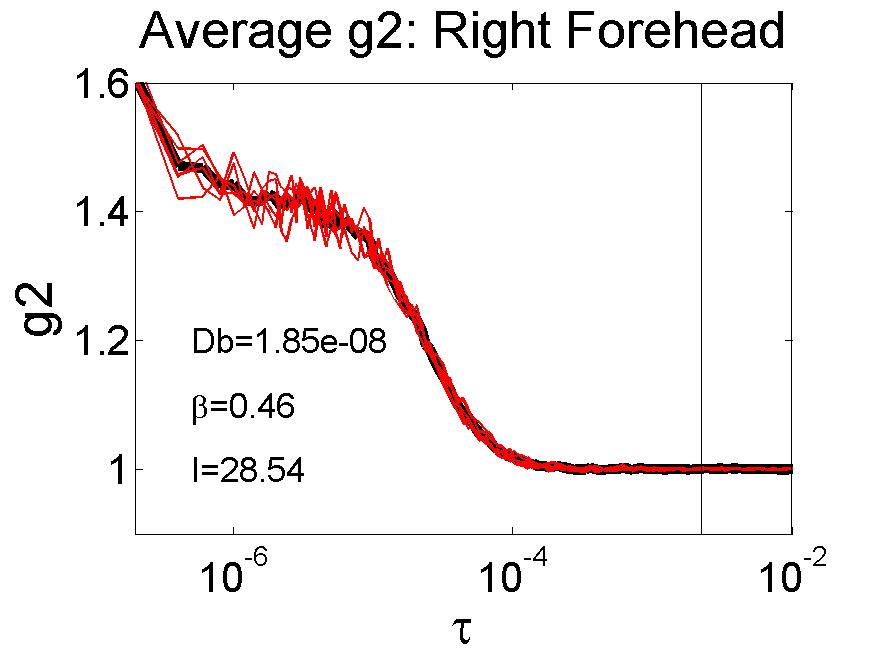 Average g2: Right Forehead
1.6
1.4
1.2
1
g2
Db=1.85e-08
β=0.46
I=28.54
10^-6
10^-4
10^-2
τ